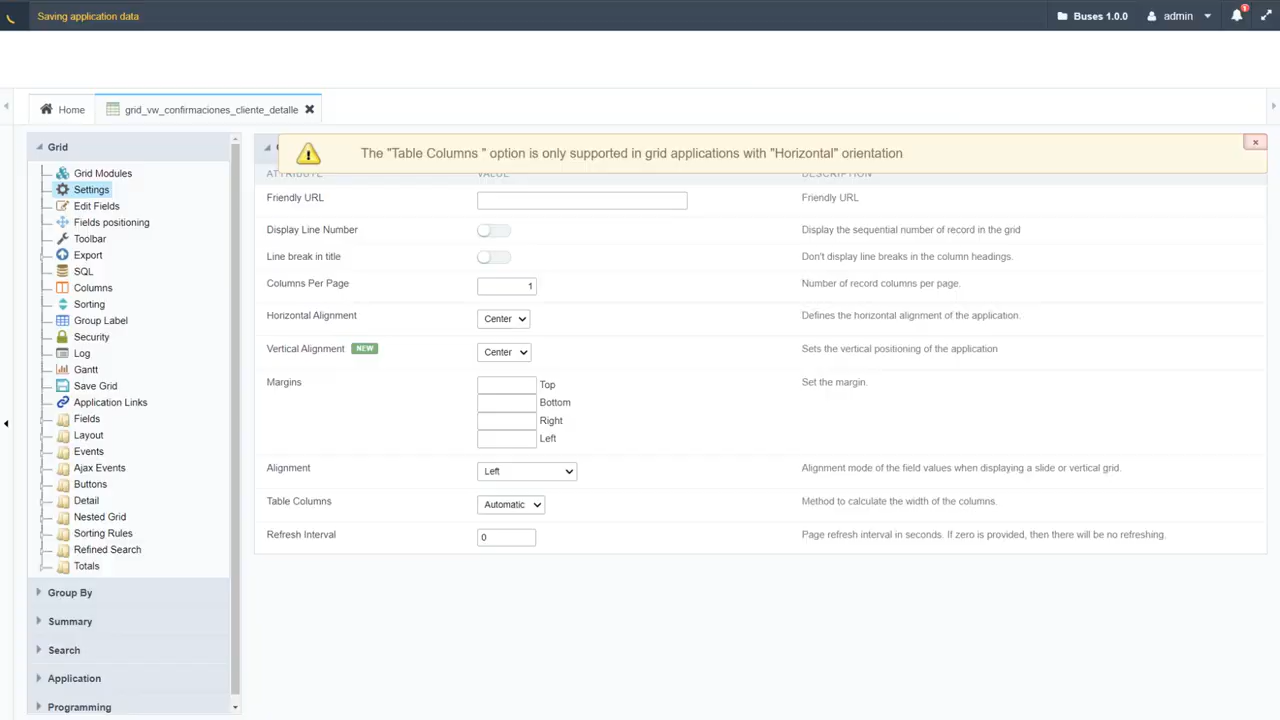 Saving application data
Buses 1.0.0
admin
1
Home
grid_vw_confirmaciones_cliente_detalle
Grid
The "Table Columns " option is only supported in grid applications with "Horizontal" orientation
ATTRIBUTE VALUE DESCRIPTION
Grid Modules
Settings
Edit Fields
Fields positioning
Toolbar
Export
SQL
Columns
Sorting
Group Label
Security
Log
Gantt
Save Grid
Application Links
Fields
Layout
Events
Ajax Events
Buttons
Detail
Nested Grid
Sorting Rules
Refined Search
Totals
Group By
Summary
Search
Application
Programming
Friendly URL Friendly URL
Display Line Number Display the sequential number of record in the grid
Line break in title Don't display line breaks in the column headings.
Columns Per Page 1 Number of record columns per page.
Horizontal Alignment Center Defines the horizontal alignment of the application.
Vertical Alignment NEW Center Sets the vertical positioning of the application
Margins Top Set the margin.
Bottom
Right
Left
Alignment Left Alignment mode of the field values when displaying a slide or vertical grid.
Table Columns Automatic Method to calculate the width of the columns.
Refresh Interval 0 Page refresh interval in seconds. If zero is provided, then there will be no refreshing.